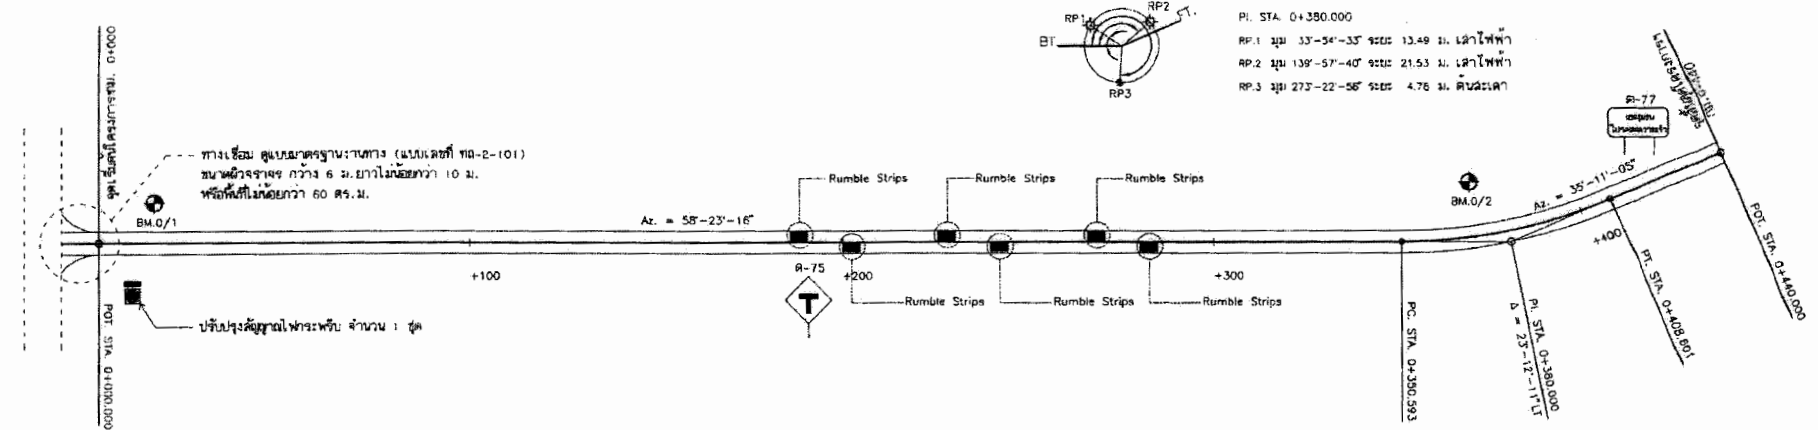 RP1
RP2
FT.
BT
RP3
PI. STA. 0+380.000
RP.1 มุม 33°-54'-33" ระยะ 13.49 ม. เสาไฟฟ้า
RP.2 มุม 139°-57'-40" ระยะ 21.53 ม. เสาไฟฟ้า
RP.3 มุม 273°-22'-56" ระยะ 4.76 ม. ต้นสะเดา
ทางเชื่อม ดูแบบมาตรฐานงานทาง (แบบเลขที่ ทถ-2-101)
ขนาดผิวจราจร กว้าง 6 ม.ยาวไม่น้อยกว่า 10 ม.
หรือพื้นที่ไม่น้อยกว่า 60 ตร.ม.
BM.0/1
Az. = 58°-23'-16"
Rumble Strips
Rumble Strips
Rumble Strips
BM.0/2
Az. = 35°-11'-05"
ต-77
+100
ต-75
+200
+300
+400
Rumble Strips
Rumble Strips
Rumble Strips
ปรับปรุงสัญญาณไฟกระพริบ จำนวน 1 ชุด
POT. STA. 0+000.000
PC. STA. 0+350.593
PI. STA. 0+380.000
Δ = 23°-12'-11" LT
PT. STA. 0+408.601
POT. STA. 0+440.000